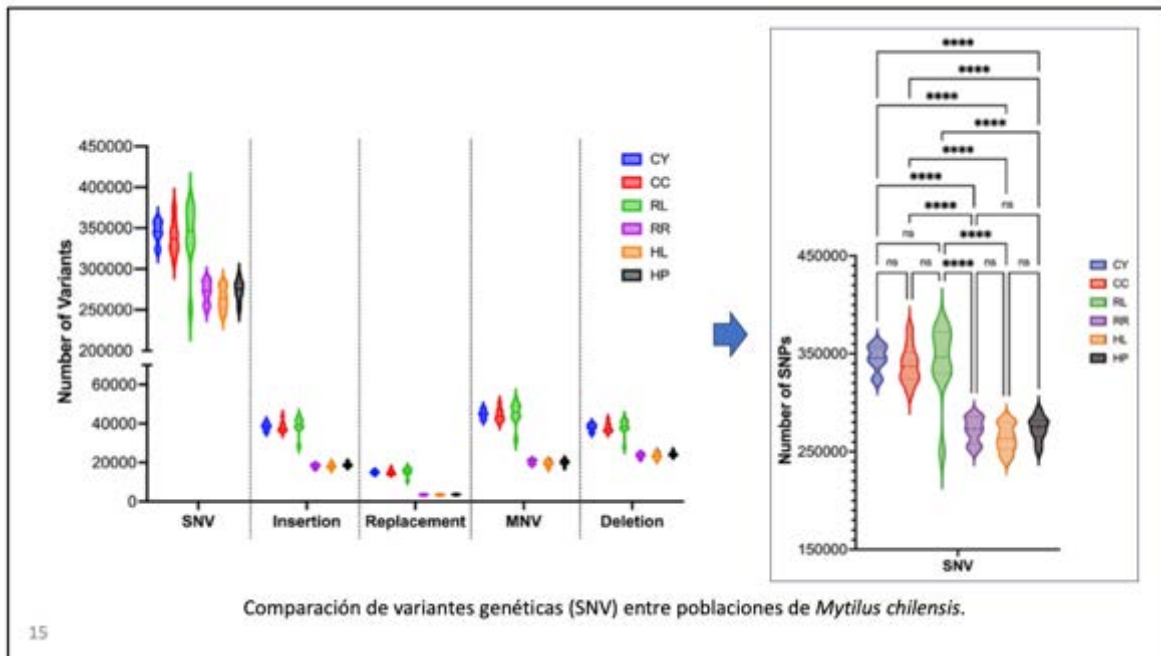 450000
400000
350000
300000
250000
200000
60000
40000
20000
0
Number of Variants
SNV
Insertion
Replacement
MNV
Deletion
CY
CC
RL
RR
HL
HP
****
****
****
****
****
****
ns
****
ns
****
ns
ns
****
ns
ns
450000
350000
250000
150000
Number of SNPs
SNV
CY
CC
RL
RR
HL
HP
Comparación de variantes genéticas (SNV) entre poblaciones de Mytilus chilensis.
15